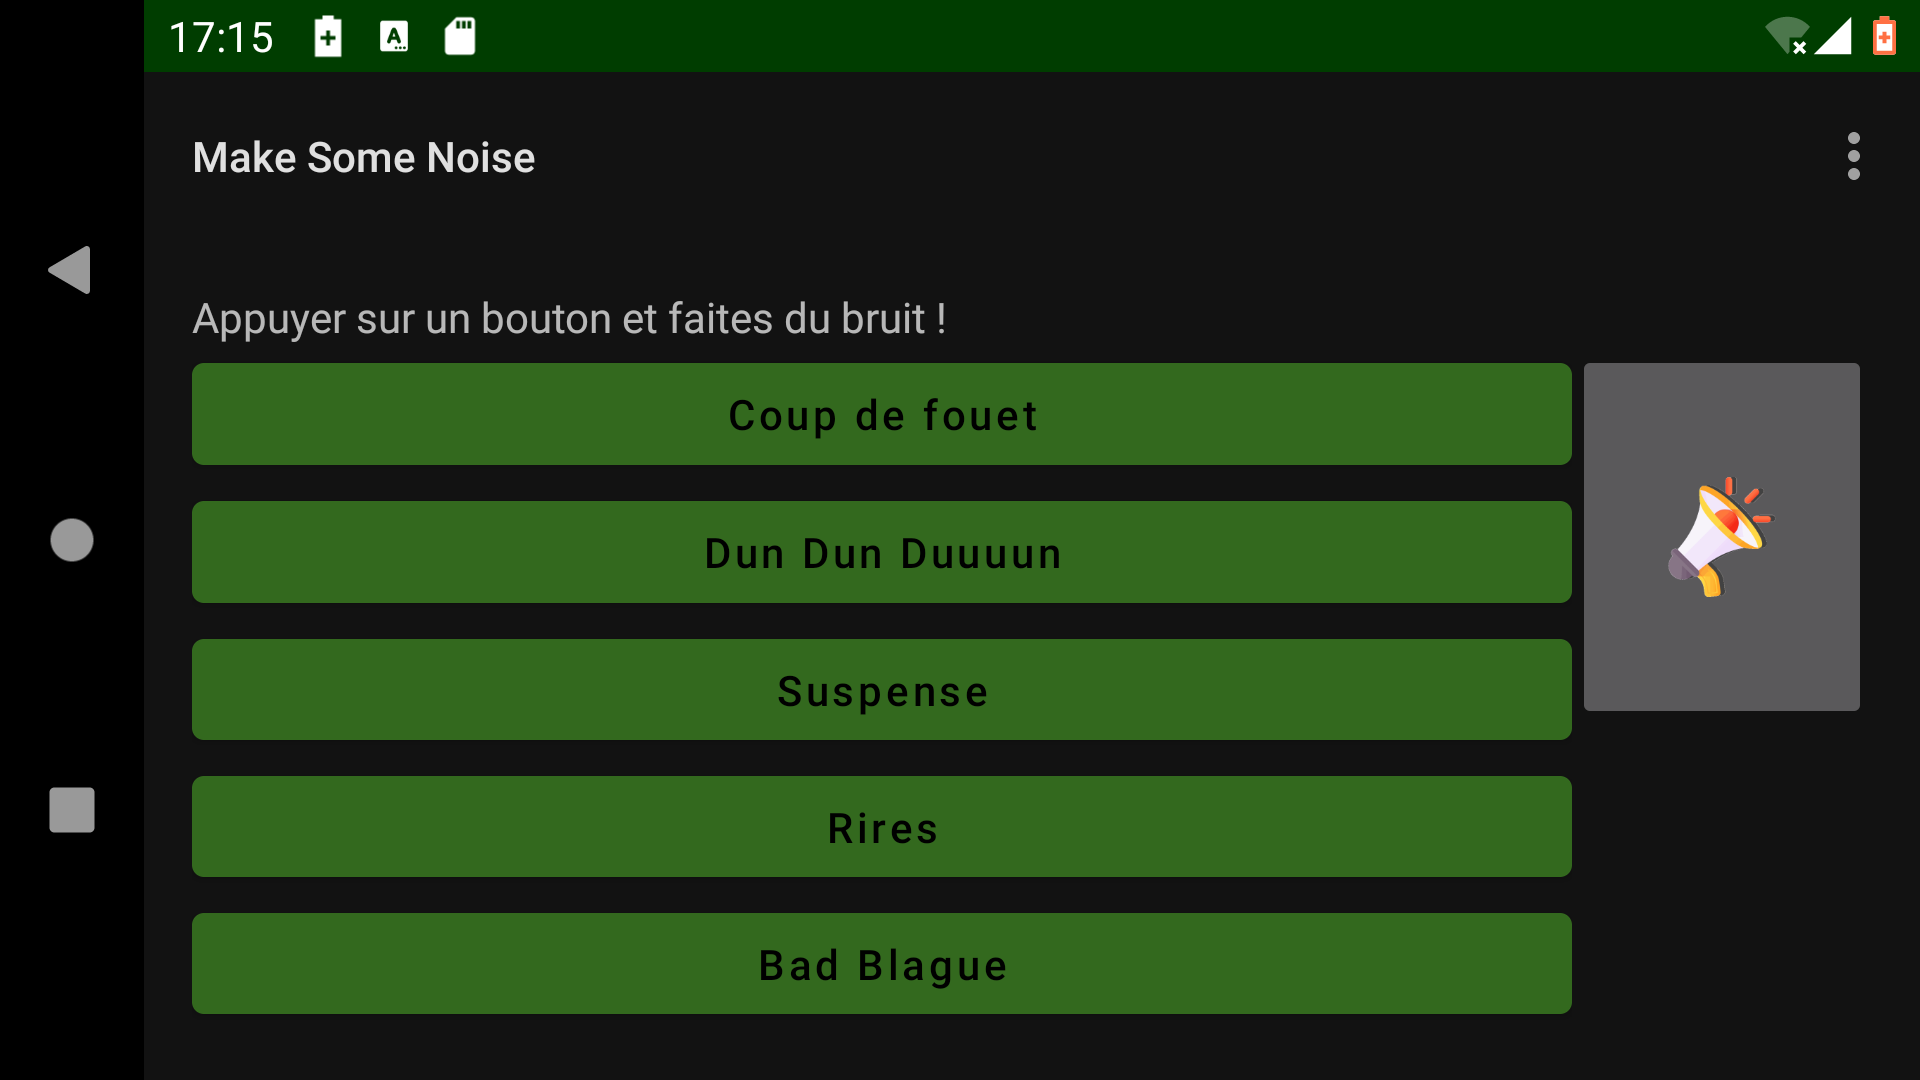 17:15
Make Some Noise
Appuyer sur un bouton et faites du bruit !
Coup de fouet
Dun Dun Duuuun
Suspense
Rires
Bad Blague